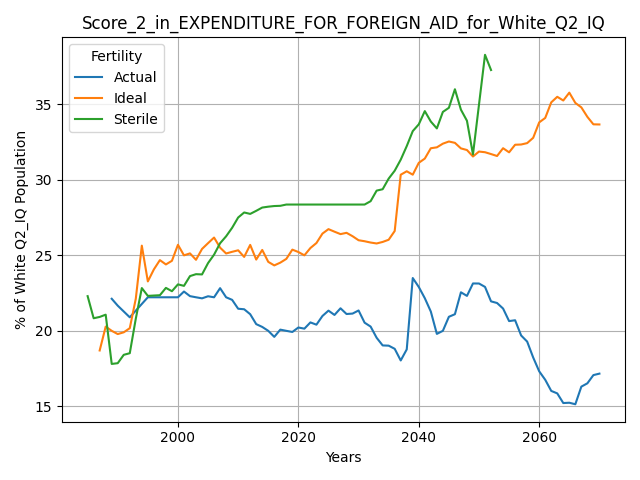 Score_2_in_EXPENDITURE_FOR_FOREIGN_AID_for_White_Q2_IQ
Fertility
Actual
Ideal
Sterile
% of White Q2_IQ Population
35
30
25
20
15
2000
2020
2040
2060
Years